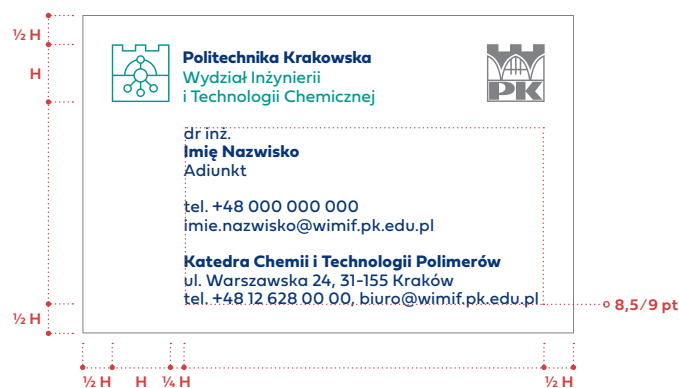 ½ H
H
Politechnika Krakowska
Wydział Inżynierii
i Technologii Chemicznej
PK
dr inż.
Imię Nazwisko
Adiunkt
tel. +48 000 000 000
imie.nazwisko@wimif.pk.edu.pl
Katedra Chemii i Technologii Polimerów
ul. Warszawska 24, 31-155 Kraków
tel. +48 12 628 00 00, biuro@wimif.pk.edu.pl
8,5/9 pt
½ H
½ H H ¼ H ½ H